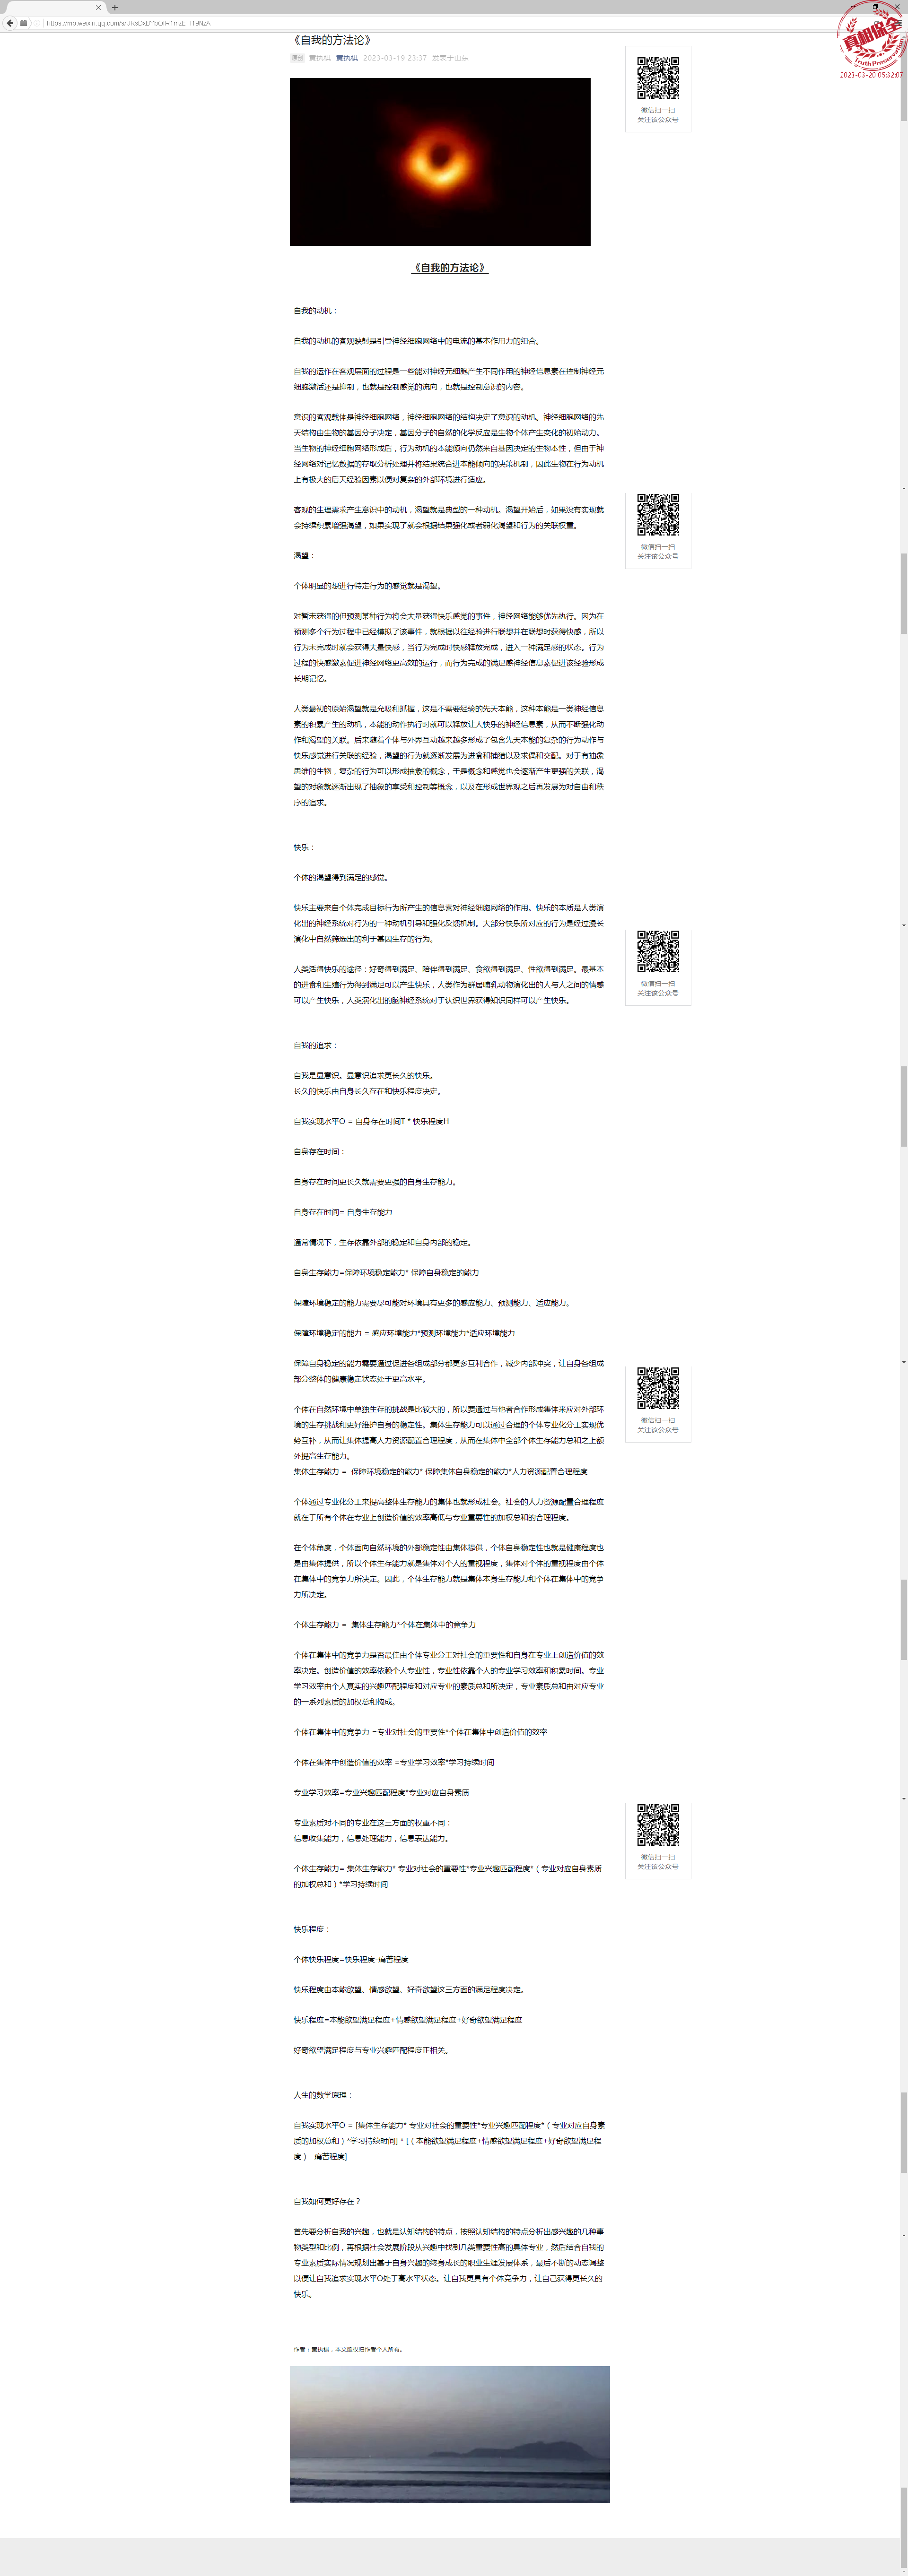 https://mp.weixin.qq.com/s/UKsDxBYbOfR1mzETi19NzA
真相保全
TruthPreservation
2023-03-20 05:32:07
《自我的方法论》
原创 黄执棋 黄执棋 2023-03-19 23:37 发表于山东
微信扫一扫
关注该公众号
《自我的方法论》
自我的动机：
自我的动机的客观映射是引导神经细胞网络中的电流的基本作用力的组合。
自我的运作在客观层面的过程是一些能对神经元细胞产生不同作用的神经信息素在控制神经元
细胞激活还是抑制，也就是控制感觉的流向，也就是控制意识的内容。
意识的客观载体是神经细胞网络，神经细胞网络的结构决定了意识的动机。神经细胞网络的先
天结构由生物的基因分子决定，基因分子的自然的化学反应是生物个体产生变化的初始动力。
当生物的神经细胞网络形成后，行为动机的本能倾向仍然来自基因决定的生物本性，但由于神
经网络对记忆数据的存取分析处理并将结果统合进本能倾向的决策机制，因此生物在行为动机
上有极大的后天经验因素以便对复杂的外部环境进行适应。
客观的生理需求产生意识中的动机，渴望就是典型的一种动机。渴望开始后，如果没有实现就
会持续积累增强渴望，如果实现了就会根据结果强化或者弱化渴望和行为的关联权重。
微信扫一扫
关注该公众号
渴望：
个体明显的想进行特定行为的感觉就是渴望。
对暂未获得的但预测某种行为将会大量获得快乐感觉的事件，神经网络能够优先执行。因为在
预测多个行为过程中已经模拟了该事件，就根据以往经验进行联想并在联想时获得快感，所以
行为未完成时就会获得大量快感，当行为完成时快感释放完成，进入一种满足感的状态。行为
过程的快感激素促进神经网络更高效的运行，而行为完成的满足感神经信息素促进该经验形成
长期记忆。
人类最初的原始渴望就是允吸和抓握，这是不需要经验的先天本能，这种本能是一类神经信息
素的积累产生的动机，本能的动作执行时就可以释放让人快乐的神经信息素，从而不断强化动
作和渴望的关联。后来随着个体与外界互动越来越多形成了包含先天本能的复杂的行为动作与
快乐感觉进行关联的经验，渴望的行为就逐渐发展为进食和捕猎以及求偶和交配。对于有抽象
思维的生物，复杂的行为可以形成抽象的概念，于是概念和感觉也会逐渐产生更强的关联，渴
望的对象就逐渐出现了抽象的享受和控制等概念，以及在形成世界观之后再发展为对自由和秩
序的追求。
快乐：
个体的渴望得到满足的感觉。
快乐主要来自个体完成目标行为所产生的信息素对神经细胞网络的作用。快乐的本质是人类演
化出的神经系统对行为的一种动机引导和强化反馈机制。大部分快乐所对应的行为是经过漫长
演化中自然筛选出的利于基因生存的行为。
微信扫一扫
关注该公众号
人类活得快乐的途径：好奇得到满足、陪伴得到满足、食欲得到满足、性欲得到满足。最基本
的进食和生殖行为得到满足可以产生快乐，人类作为群居哺乳动物演化出的人与人之间的情感
可以产生快乐，人类演化出的脑神经系统对于认识世界获得知识同样可以产生快乐。
自我的追求：
自我是显意识。显意识追求更长久的快乐。
长久的快乐由自身长久存在和快乐程度决定。
自我实现水平O = 自身存在时间T * 快乐程度H
自身存在时间：
自身存在时间更长久就需要更强的自身生存能力。
自身存在时间= 自身生存能力
通常情况下，生存依靠外部的稳定和自身内部的稳定。
自身生存能力=保障环境稳定能力* 保障自身稳定的能力
保障环境稳定的能力需要尽可能对环境具有更多的感应能力、预测能力、适应能力。
保障环境稳定的能力 = 感应环境能力*预测环境能力*适应环境能力
保障自身稳定的能力需要通过促进各组成部分都更多互利合作，减少内部冲突，让自身各组成
部分整体的健康稳定状态处于更高水平。
个体在自然环境中单独生存的挑战是比较大的，所以要通过与他者合作形成集体来应对外部环
境的生存挑战和更好维护自身的稳定性。集体生存能力可以通过合理的个体专业化分工实现优
势互补，从而让集体提高人力资源配置合理程度，从而在集体中全部个体生存能力总和之上额
外提高生存能力。
微信扫一扫
关注该公众号
集体生存能力 = 保障环境稳定的能力* 保障集体自身稳定的能力*人力资源配置合理程度
个体通过专业化分工来提高整体生存能力的集体也就形成社会。社会的人力资源配置合理程度
就在于所有个体在专业上创造价值的效率高低与专业重要性的加权总和的合理程度。
在个体角度，个体面向自然环境的外部稳定性由集体提供，个体自身稳定性也就是健康程度也
是由集体提供，所以个体生存能力就是集体对个人的重视程度，集体对个体的重视程度由个体
在集体中的竞争力所决定。因此，个体生存能力就是集体本身生存能力和个体在集体中的竞争
力所决定。
个体生存能力 = 集体生存能力*个体在集体中的竞争力
个体在集体中的竞争力是否最佳由个体专业分工对社会的重要性和自身在专业上创造价值的效
率决定。创造价值的效率依赖个人专业性，专业性依靠个人的专业学习效率和积累时间。专业
学习效率由个人真实的兴趣匹配程度和对应专业的素质总和所决定，专业素质总和由对应专业
的一系列素质的加权总和构成。
个体在集体中的竞争力 =专业对社会的重要性*个体在集体中创造价值的效率
个体在集体中创造价值的效率 =专业学习效率*学习持续时间
专业学习效率=专业兴趣匹配程度*专业对应自身素质
专业素质对不同的专业在这三方面的权重不同：
信息收集能力，信息处理能力，信息表达能力。
微信扫一扫
关注该公众号
个体生存能力= 集体生存能力* 专业对社会的重要性*专业兴趣匹配程度*（专业对应自身素质
的加权总和）*学习持续时间
快乐程度：
个体快乐程度=快乐程度-痛苦程度
快乐程度由本能欲望、情感欲望、好奇欲望这三方面的满足程度决定。
快乐程度=本能欲望满足程度+情感欲望满足程度+好奇欲望满足程度
好奇欲望满足程度与专业兴趣匹配程度正相关。
人生的数学原理：
自我实现水平O = [集体生存能力* 专业对社会的重要性*专业兴趣匹配程度*（专业对应自身素
质的加权总和）*学习持续时间] * [（本能欲望满足程度+情感欲望满足程度+好奇欲望满足程
度）- 痛苦程度]
自我如何更好存在？
首先要分析自我的兴趣，也就是认知结构的特点，按照认知结构的特点分析出感兴趣的几种事
物类型和比例，再根据社会发展阶段从兴趣中找到几类重要性高的具体专业，然后结合自我的
专业素质实际情况规划出基于自身兴趣的终身成长的职业生涯发展体系，最后不断的动态调整
以便让自我追求实现水平O处于高水平状态。让自我更具有个体竞争力，让自己获得更长久的
快乐。
作者：黄执棋，本文版权归作者个人所有。